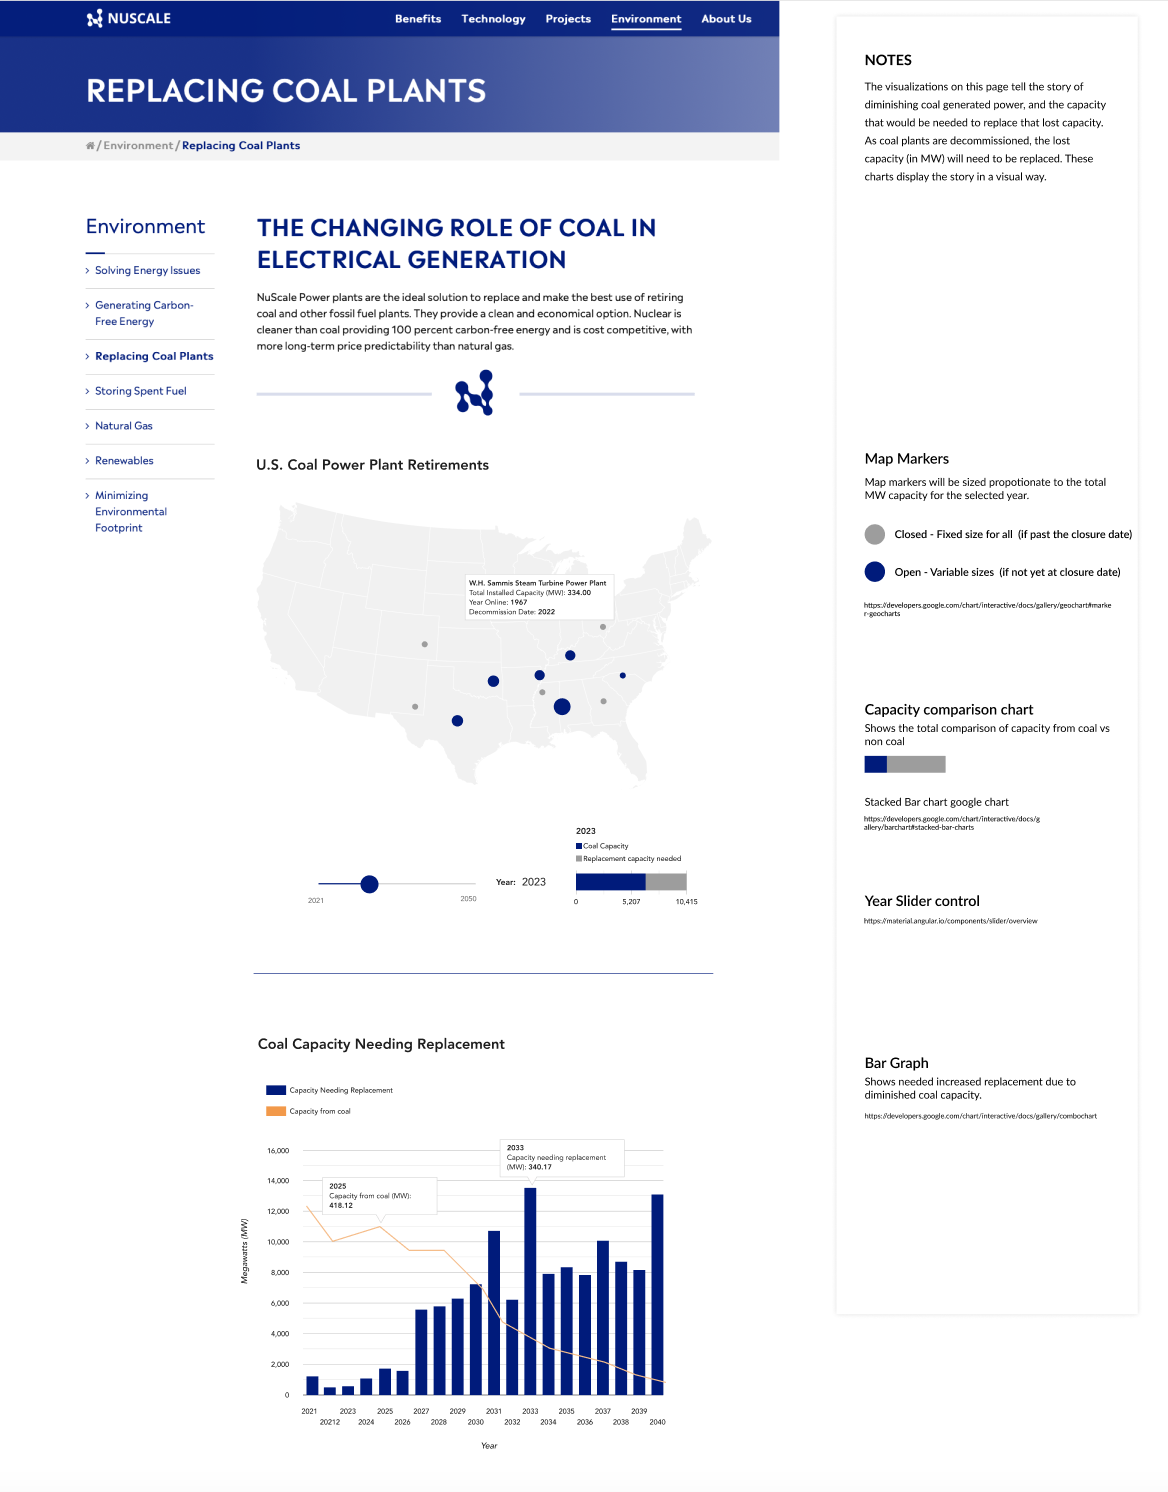 NUSCALE
Benefits
Technology
Projects
Environment
About Us
REPLACING COAL PLANTS
/ Environment / Replacing Coal Plants
Environment
> Solving Energy Issues
> Generating Carbon-
Free Energy
> Replacing Coal Plants
> Storing Spent Fuel
> Natural Gas
> Renewables
> Minimizing
Environmental
Footprint
THE CHANGING ROLE OF COAL IN
ELECTRICAL GENERATION
NuScale Power plants are the ideal solution to replace and make the best use of retiring
coal and other fossil fuel plants. They provide a clean and economical option. Nuclear is
cleaner than coal providing 100 percent carbon-free energy and is cost competitive, with
more long-term price predictability than natural gas.
U.S. Coal Power Plant Retirements
W.H. Sammis Steam Turbine Power Plant
Total Installed Capacity (MW): 334.00
Year Online: 1967
Decommission Date: 2022
2021
2050
Year: 2023
2023
Coal Capacity
Replacement capacity needed
0
5,207
10,415
Coal Capacity Needing Replacement
Capacity Needing Replacement
Capacity from coal
Megawatts (MW)
16,000
14,000
12,000
10,000
8,000
6,000
4,000
2,000
0
2025
Capacity from coal (MW):
418.12
2033
Capacity needing replacement
(MW): 340.17
2021
20212
2023
2024
2025
2026
2027
2028
2029
2030
2031
2032
2033
2034
2035
2036
2037
2038
2039
2040
Year
NOTES
The visualizations on this page tell the story of
diminishing coal generated power, and the capacity
that would be needed to replace that lost capacity.
As coal plants are decommissioned, the lost
capacity (in MW) will need to be replaced. These
charts display the story in a visual way.
Map Markers
Map markers will be sized propotionate to the total
MW capacity for the selected year.
Closed - Fixed size for all (if past the closure date)
Open - Variable sizes (if not yet at closure date)
https://developers.google.com/chart/interactive/docs/gallery/geochart#marke
r-geocharts
Capacity comparison chart
Shows the total comparison of capacity from coal vs
non coal
Stacked Bar chart google chart
https://developers.google.com/chart/interactive/docs/g
allery/barchart#stacked-bar-charts
Year Slider control
https://material.angular.io/components/slider/overview
Bar Graph
Shows needed increased replacement due to
diminished coal capacity.
https://developers.google.com/chart/interactive/docs/gallery/combochart